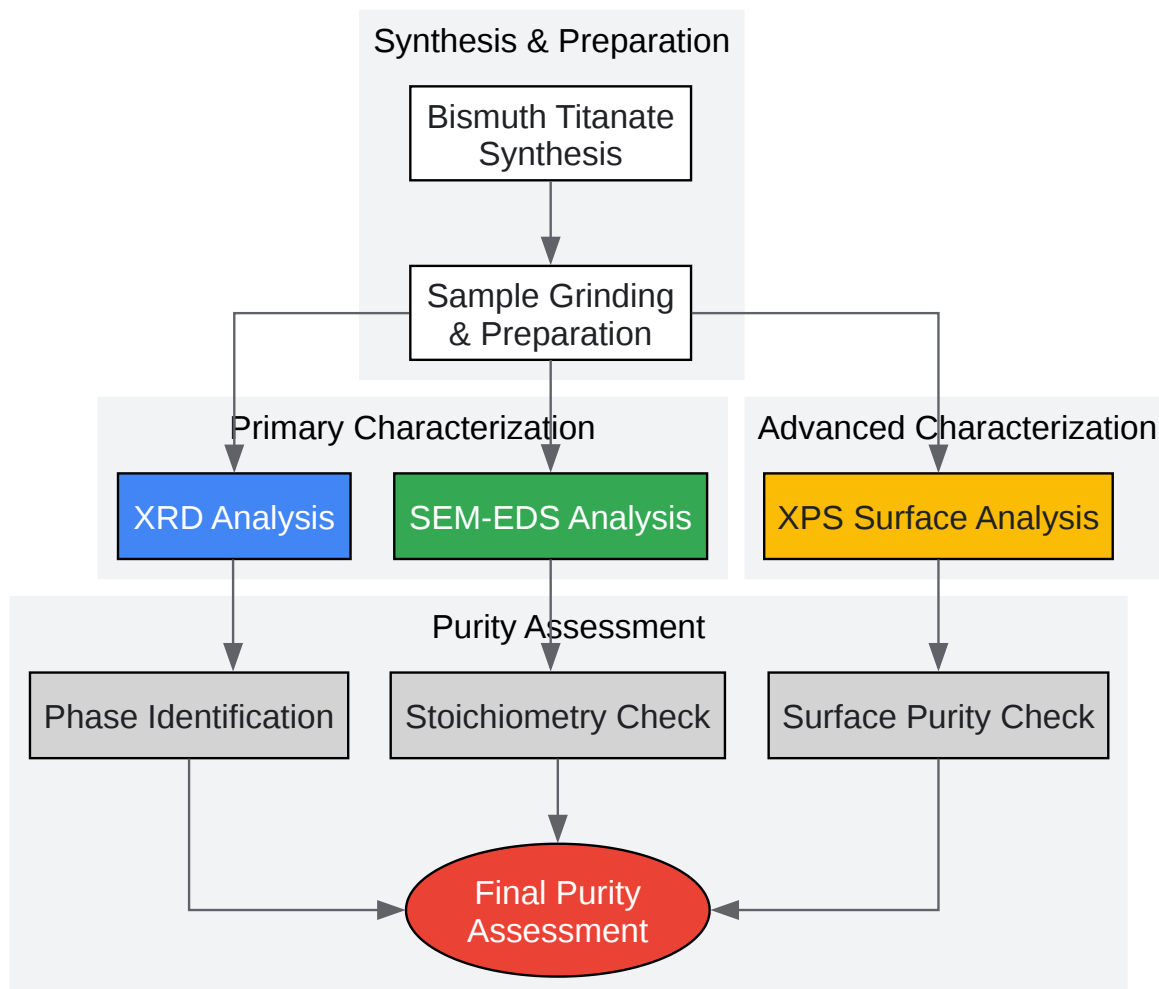 Synthesis & Preparation
Bismuth Titanate
Synthesis
Sample Grinding
& Preparation
Primary Characterization
Advanced Characterization
XRD Analysis
SEM-EDS Analysis
XPS Surface Analysis
Purity Assessment
Phase Identification
Stoichiometry Check
Surface Purity Check
Final Purity
Assessment